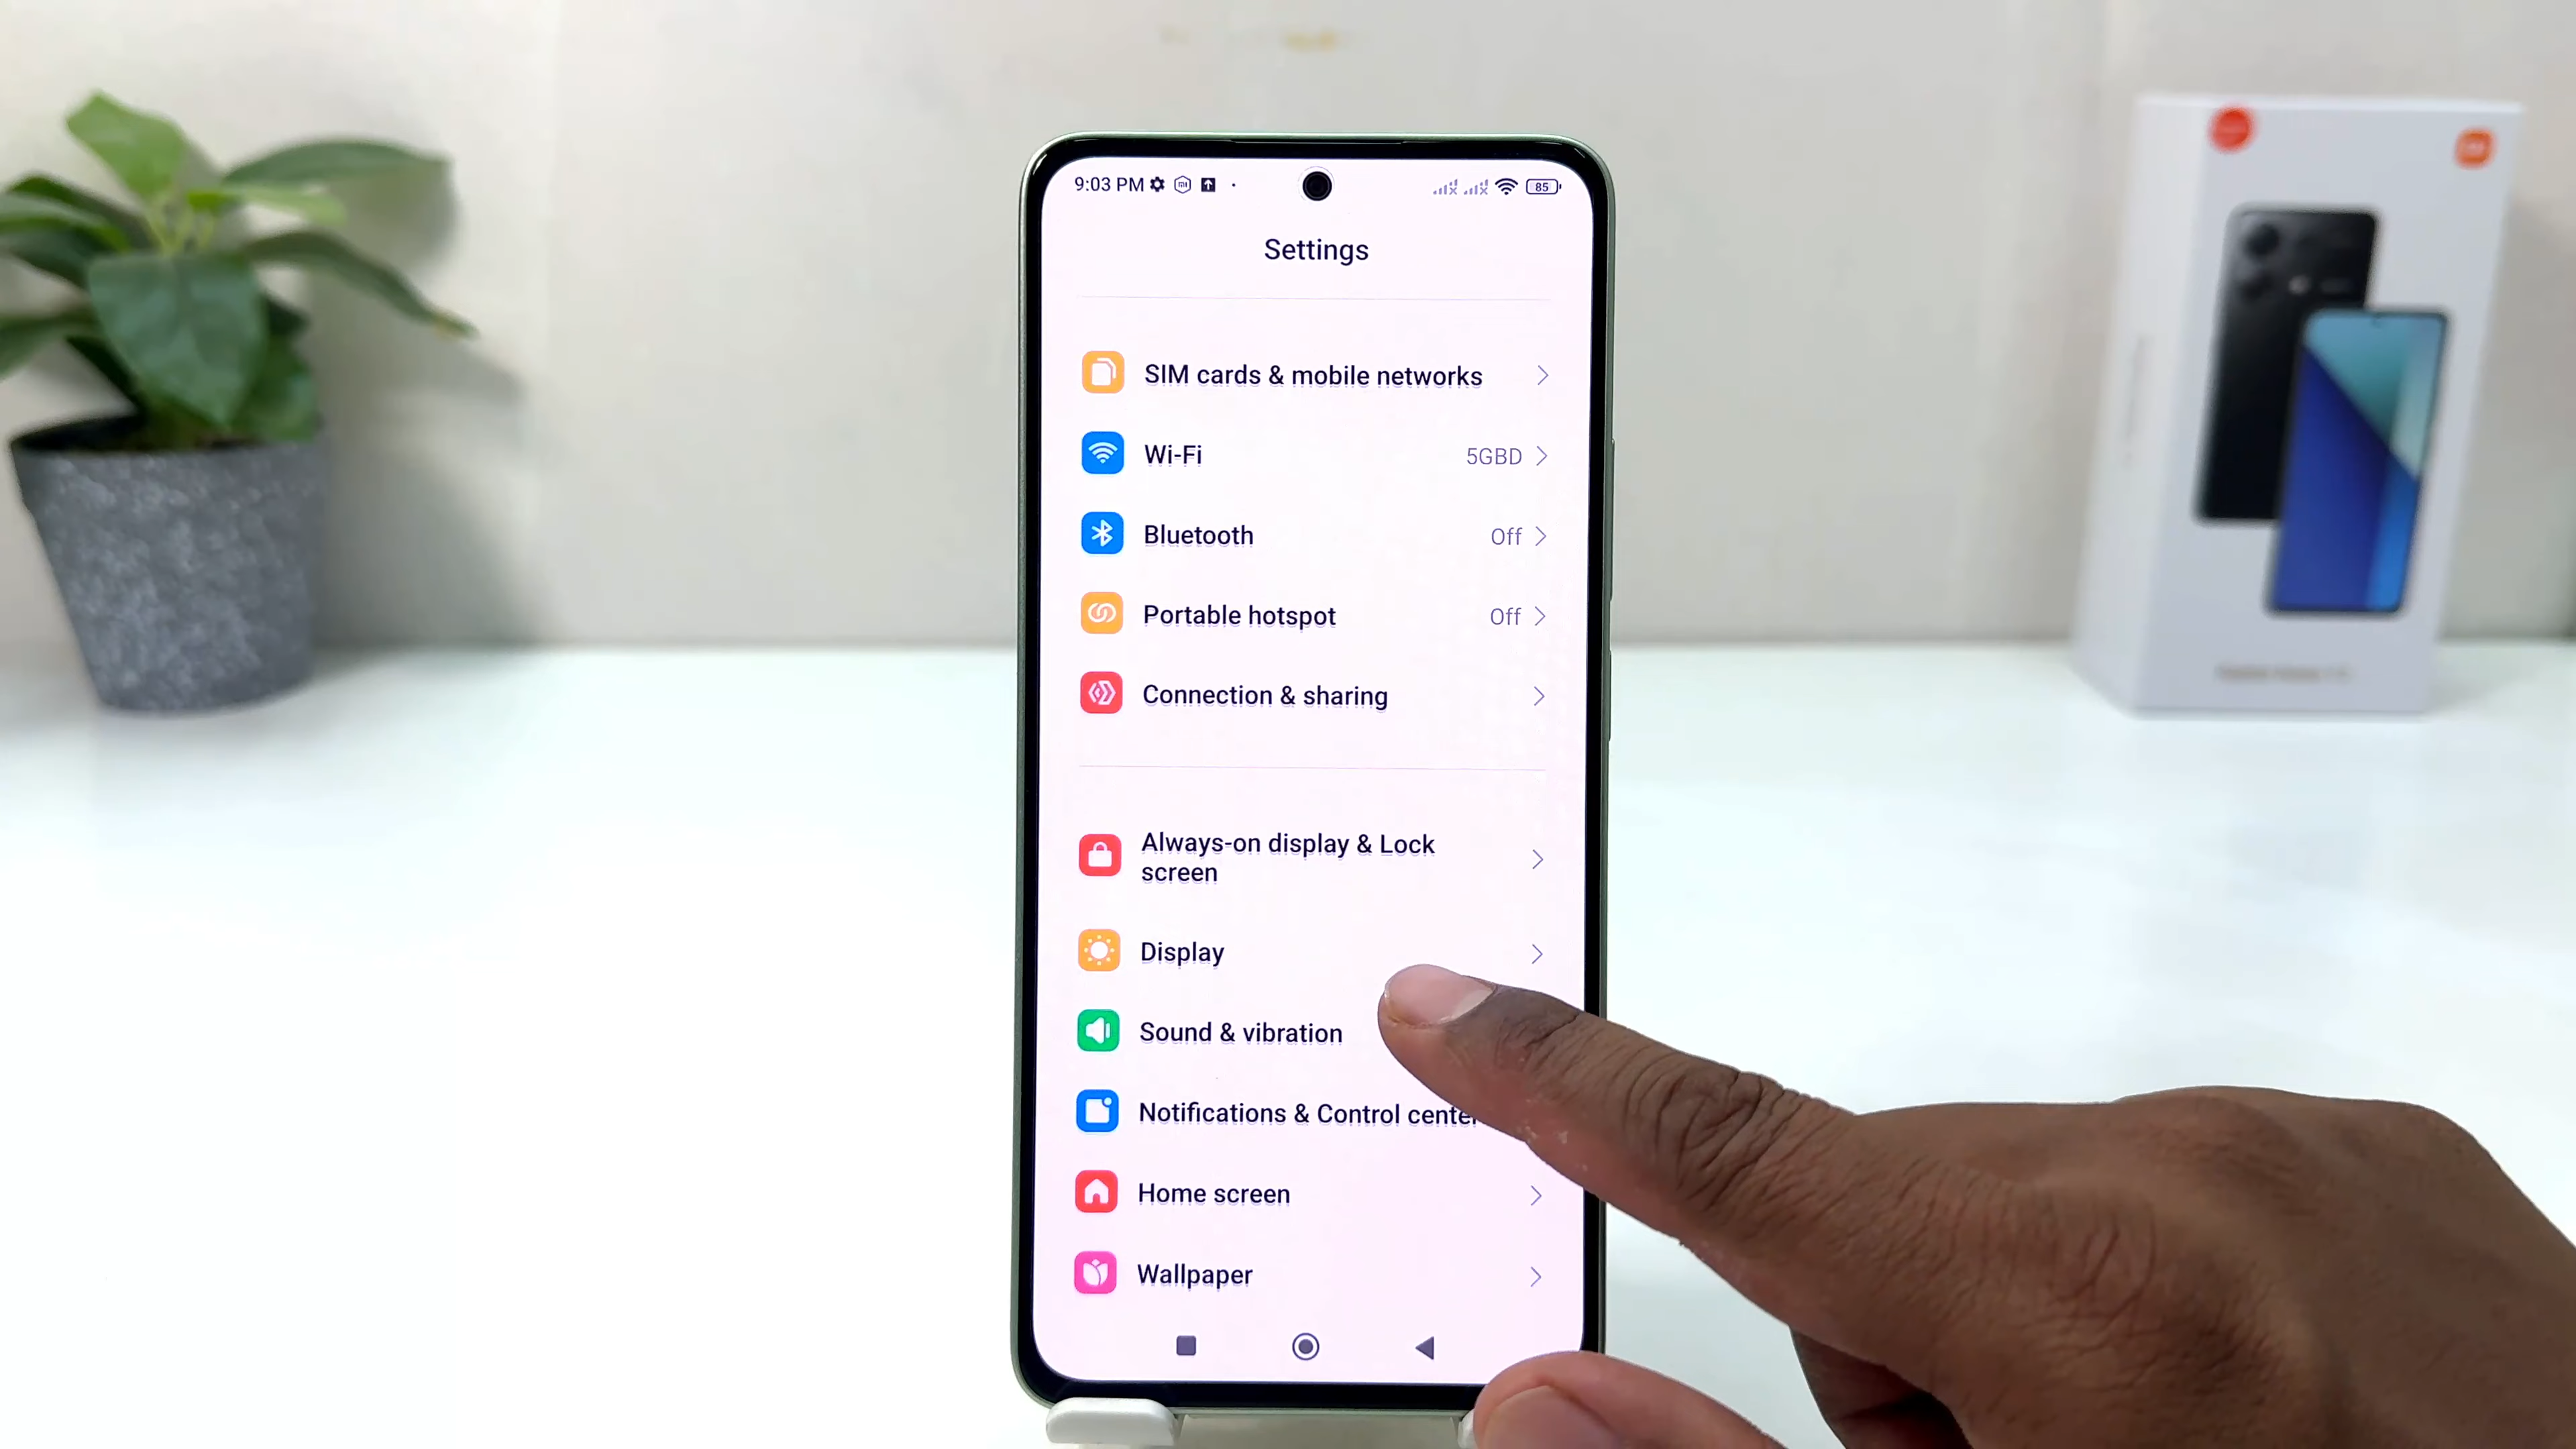 9:03 PM
85
Settings
SIM cards & mobile networks
Wi-Fi 5GBD
Bluetooth Off
Portable hotspot Off
Connection & sharing
Always-on display & Lock
screen
Display
Sound & vibration
Notifications & Control center
Home screen
Wallpaper